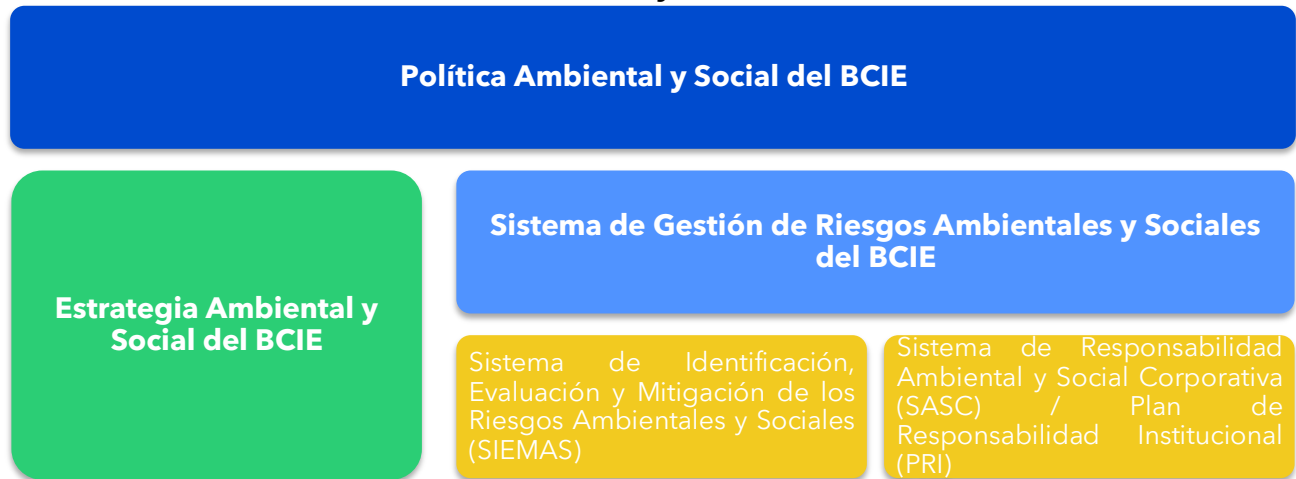 Política Ambiental y Social del BCIE
Estrategia Ambiental y
Social del BCIE
Sistema de Gestión de Riesgos Ambientales y Sociales
del BCIE
Sistema de Identificación,
Evaluación y Mitigación de los
Riesgos Ambientales y Sociales
(SIEMAS)
Sistema de Responsabilidad
Ambiental y Social Corporativa
(SASC) / Plan de
Responsabilidad Institucional
(PRI)